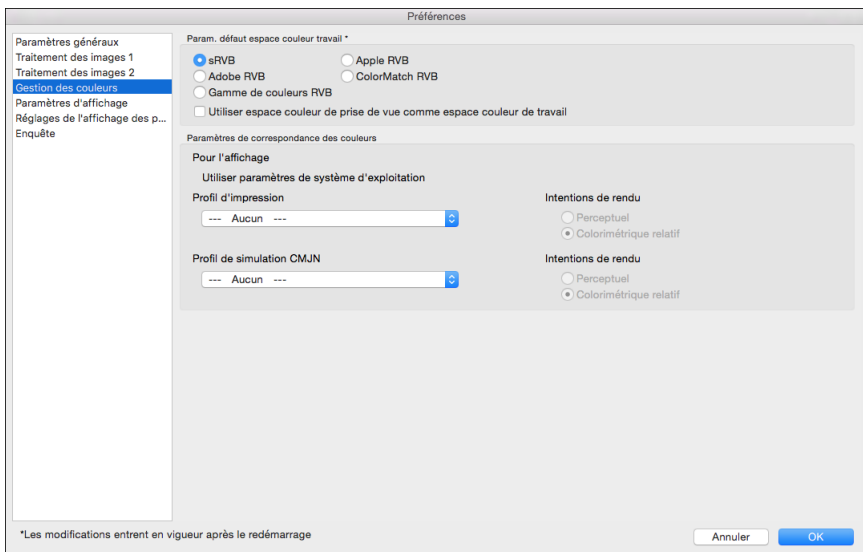 Préférences
Paramètres généraux
Traitement des images 1
Traitement des images 2
Gestion des couleurs
Paramètres d'affichage
Réglages de l'affichage des p...
Enquête
Param. défaut espace couleur travail *
sRVB
Apple RVB
Adobe RVB
ColorMatch RVB
Gamme de couleurs RVB
Utiliser espace couleur de prise de vue comme espace couleur de travail
Paramètres de correspondance des couleurs
Pour l'affichage
Utiliser paramètres de système d'exploitation
Profil d'impression
Intentions de rendu
--- Aucun ---
Perceptuel
Colorimétrique relatif
Profil de simulation CMJN
Intentions de rendu
--- Aucun ---
Perceptuel
Colorimétrique relatif
*Les modifications entrent en vigueur après le redémarrage
Annuler
OK